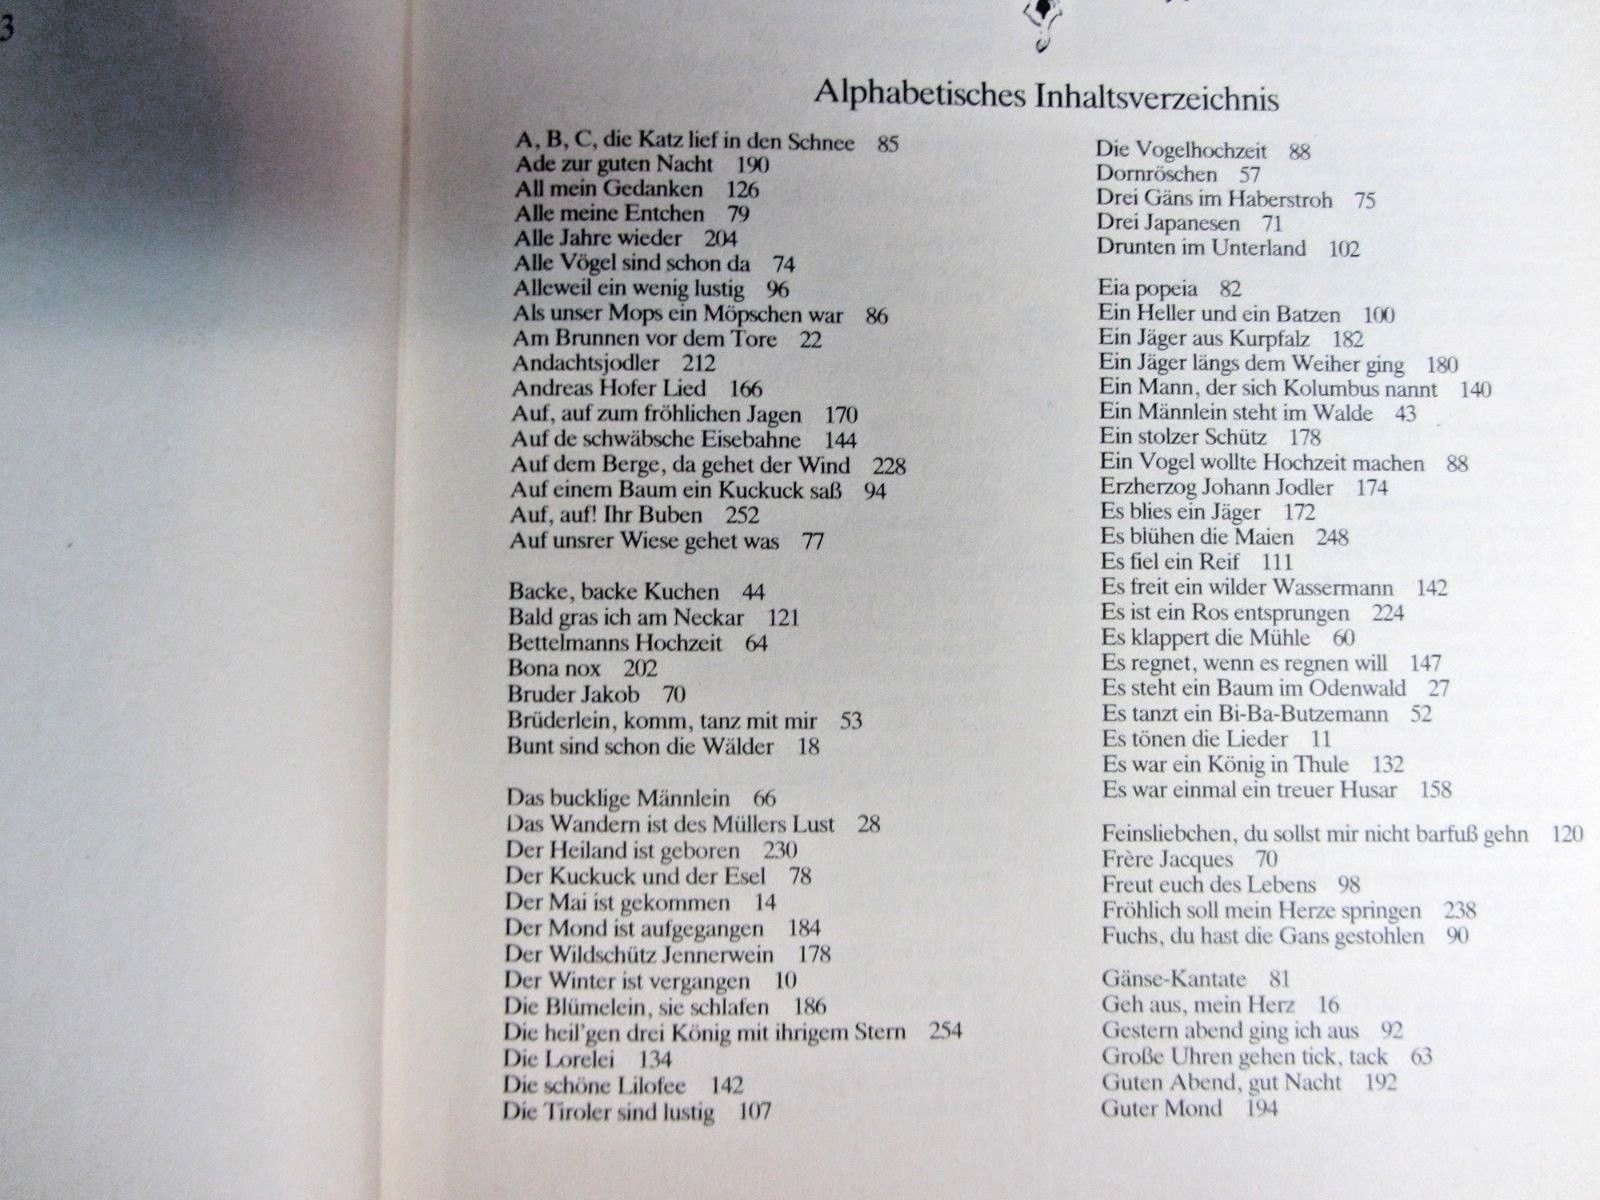 3
Alphabetisches Inhaltsverzeichnis
A, B, C, die Katz lief in den Schnee 85
Ade zur guten Nacht 190
All mein Gedanken 126
Alle meine Entchen 79
Alle Jahre wieder 204
Alle Vögel sind schon da 74
Alleweil ein wenig lustig 96
Als unser Mops ein Möpschen war 86
Am Brunnen vor dem Tore 22
Andachtsjodler 212
Andreas Hofer Lied 166
Auf, auf zum fröhlichen Jagen 170
Auf de schwäbsche Eisebahne 144
Auf dem Berge, da gehet der Wind 228
Auf einem Baum ein Kuckuck saß 94
Auf, auf! Ihr Buben 252
Auf unsrer Wiese gehet was 77
Backe, backe Kuchen 44
Bald gras ich am Neckar 121
Bettelmanns Hochzeit 64
Bona nox 202
Bruder Jakob 70
Brüderlein, komm, tanz mit mir 53
Bunt sind schon die Wälder 18
Das bucklige Männlein 66
Das Wandern ist des Müllers Lust 28
Der Heiland ist geboren 230
Der Kuckuck und der Esel 78
Der Mai ist gekommen 14
Der Mond ist aufgegangen 184
Der Wildschütz Jennerwein 178
Der Winter ist vergangen 10
Die Blümelein, sie schlafen 186
Die heil'gen drei König mit ihrigem Stern 254
Die Lorelei 134
Die schöne Lilofee 142
Die Tiroler sind lustig 107
Die Vogelhochzeit 88
Dornröschen 57
Drei Gäns im Haberstroh 75
Drei Japanesen 71
Drunten im Unterland 102
Eia popeia 82
Ein Heller und ein Batzen 100
Ein Jäger aus Kurpfalz 182
Ein Jäger längs dem Weiher ging 180
Ein Mann, der sich Kolumbus nannt 140
Ein Männlein steht im Walde 43
Ein stolzer Schütz 178
Ein Vogel wollte Hochzeit machen 88
Erzherzog Johann Jodler 174
Es blies ein Jäger 172
Es blühen die Maien 248
Es fiel ein Reif 111
Es freit ein wilder Wassermann 142
Es ist ein Ros entsprungen 224
Es klappert die Mühle 60
Es regnet, wenn es regnen will 147
Es steht ein Baum im Odenwald 27
Es tanzt ein Bi-Ba-Butzemann 52
Es tönen die Lieder 11
Es war ein König in Thule 132
Es war einmal ein treuer Husar 158
Feinsliebchen, du sollst mir nicht barfuß gehn 120
Frère Jacques 70
Freut euch des Lebens 98
Fröhlich soll mein Herze springen 238
Fuchs, du hast die Gans gestohlen 90
Gänse-Kantate 81
Geh aus, mein Herz 16
Gestern abend ging ich aus 92
Große Uhren gehen tick, tack 63
Guten Abend, gut Nacht 192
Guter Mond 194